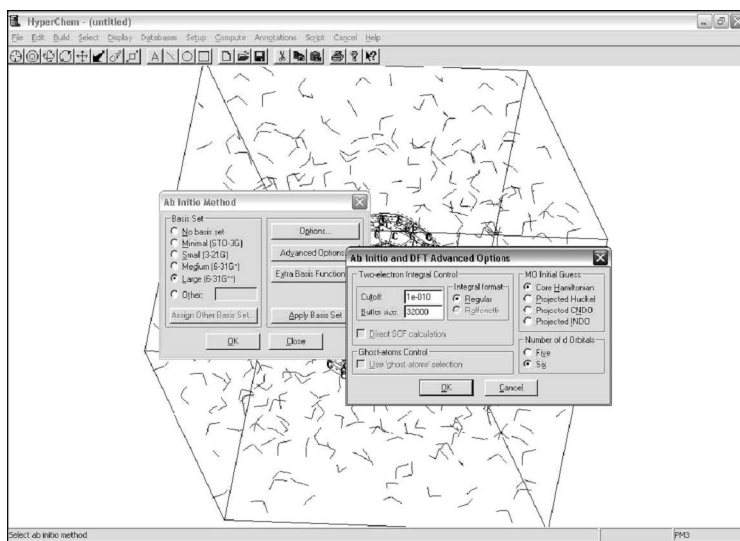 HyperChem - (untitled)
File Edit Build Select Display Databases Setup Compute Annotations Script Cancel Help
Ab Initio Method
Basis Set
No basis set
Minimal (STO-3G)
Small (3-21G)
Medium (6-31G*)
Large (6-31G**)
Other:
Assign Other Basis Set...
Options...
Advanced Options
Extra Basis Function
Apply Basis Set
OK
Close
Ab Initio and DFT Advanced Options
Two-electron Integral Control
Cutoff: 1e-010
Buffer size: 32000
Integral format
Regular
Raffenetti
Direct SCF calculation
Ghost-atoms Control
Use 'ghost-atoms' selection
MO Initial Guess
Core Hamiltonian
Projected Huckel
Projected CNDO
Projected INDO
Number of d Orbitals
Five
Six
OK
Cancel
Select ab initio method
PM3